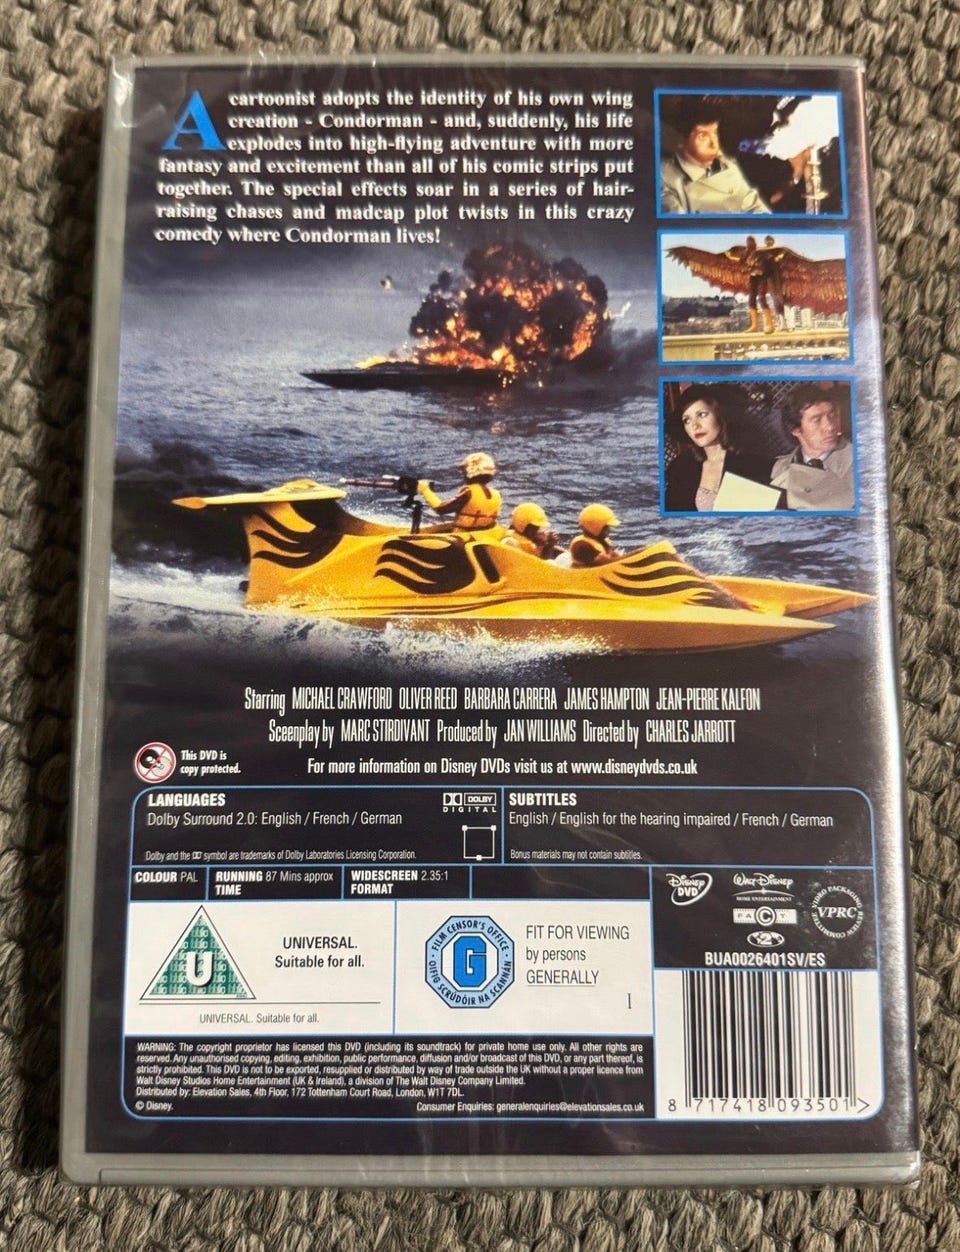 A cartoonist adopts the identity of his own wing
creation - Condorman - and, suddenly, his life
explodes into high-flying adventure with more
fantasy and excitement than all of his comic strips put
together. The special effects soar in a series of hair-
raising chases and madcap plot twists in this crazy
comedy where Condorman lives!
Starring MICHAEL CRAWFORD OLIVER REED BARBARA CARRERA JAMES HAMPTON JEAN-PIERRE KALFON
Sceenplay by MARC STIRDIVANT Produced by JAN WILLIAMS Directed by CHARLES JARROTT
This DVD is
copy protected.
For more information on Disney DVDs visit us at www.disneydvds.co.uk
LANGUAGES
Dolby Surround 2.0: English / French / German
DOLBY
DIGITAL
Dolby and the symbol are trademarks of Dolby Laboratories Licensing Corporation.
SUBTITLES
English / English for the hearing impaired / French / German
Bonus materials may not contain subtitles.
COLOUR PAL
RUNNING 87 Mins approx
TIME
WIDESCREEN 2.35:1
FORMAT
U
UNIVERSAL.
Suitable for all.
UNIVERSAL. Suitable for all.
FILM CENSOR'S OFFICE
G
OIFIG SCRÚDÓIR NA SCANNÁN
FIT FOR VIEWING
by persons
GENERALLY
I
Disney
DVD
Walt Disney
HOME ENTERTAINMENT
FACT
2
VIDEO PACKAGING
VPRC
REVIEW COMMITTEE
BUA0026401SV/ES
8 717418 093501 >
WARNING: The copyright proprietor has licensed this DVD (including its soundtrack) for private home use only. All other rights are
reserved. Any unauthorised copying, editing, exhibition, public performance, diffusion and/or broadcast of this DVD, or any part thereof, is
strictly prohibited. This DVD is not to be exported, resupplied or distributed by way of trade outside the UK without a proper licence from
Walt Disney Studios Home Entertainment (UK & Ireland), a division of The Walt Disney Company Limited.
Distributed by: Elevation Sales, 4th Floor, 172 Tottenham Court Road, London, W1T 7DL.
© Disney.
Consumer Enquiries: generalenquiries@elevationsales.co.uk